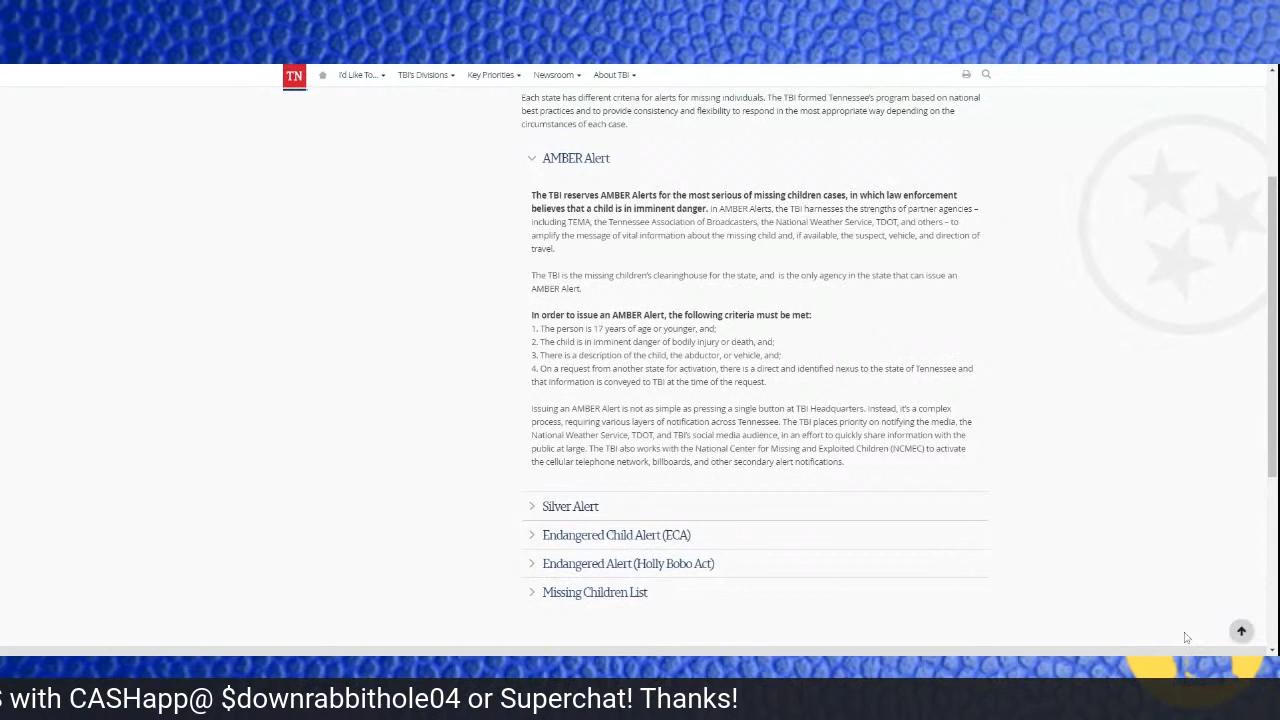 TN
I'd Like To... TBI's Divisions Key Priorities Newsroom About TBI
Each state has different criteria for alerts for missing individuals. The TBI formed Tennessee's program based on national
best practices and to provide consistency and flexibility to respond in the most appropriate way depending on the
circumstances of each case.
AMBER Alert
The TBI reserves AMBER Alerts for the most serious of missing children cases, in which law enforcement
believes that a child is in imminent danger. In AMBER Alerts, the TBI harnesses the strengths of partner agencies –
including TEMA, the Tennessee Association of Broadcasters, the National Weather Service, TDOT, and others – to
amplify the message of vital information about the missing child and, if available, the suspect, vehicle, and direction of
travel.
The TBI is the missing children's clearinghouse for the state, and is the only agency in the state that can issue an
AMBER Alert.
In order to issue an AMBER Alert, the following criteria must be met:
1. The person is 17 years of age or younger, and;
2. The child is in imminent danger of bodily injury or death, and;
3. There is a description of the child, the abductor, or vehicle, and;
4. On a request from another state for activation, there is a direct and identified nexus to the state of Tennessee and
that information is conveyed to TBI at the time of the request.
Issuing an AMBER Alert is not as simple as pressing a single button at TBI Headquarters. Instead, it's a complex
process, requiring various layers of notification across Tennessee. The TBI places priority on notifying the media, the
National Weather Service, TDOT, and TBI's social media audience, in an effort to quickly share information with the
public at large. The TBI also works with the National Center for Missing and Exploited Children (NCMEC) to activate
the cellular telephone network, billboards, and other secondary alert notifications.
Silver Alert
Endangered Child Alert (ECA)
Endangered Alert (Holly Bobo Act)
Missing Children List
with CASHapp@ $downrabbithole04 or Superchat! Thanks!